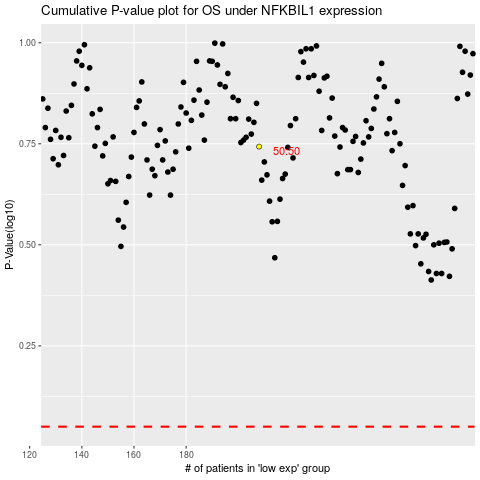 Cumulative P-value plot for OS under NFKBIL1 expression
P-Value(log10)
1.00
0.75
0.50
0.25
50:50
120 140 160 180
# of patients in 'low exp' group